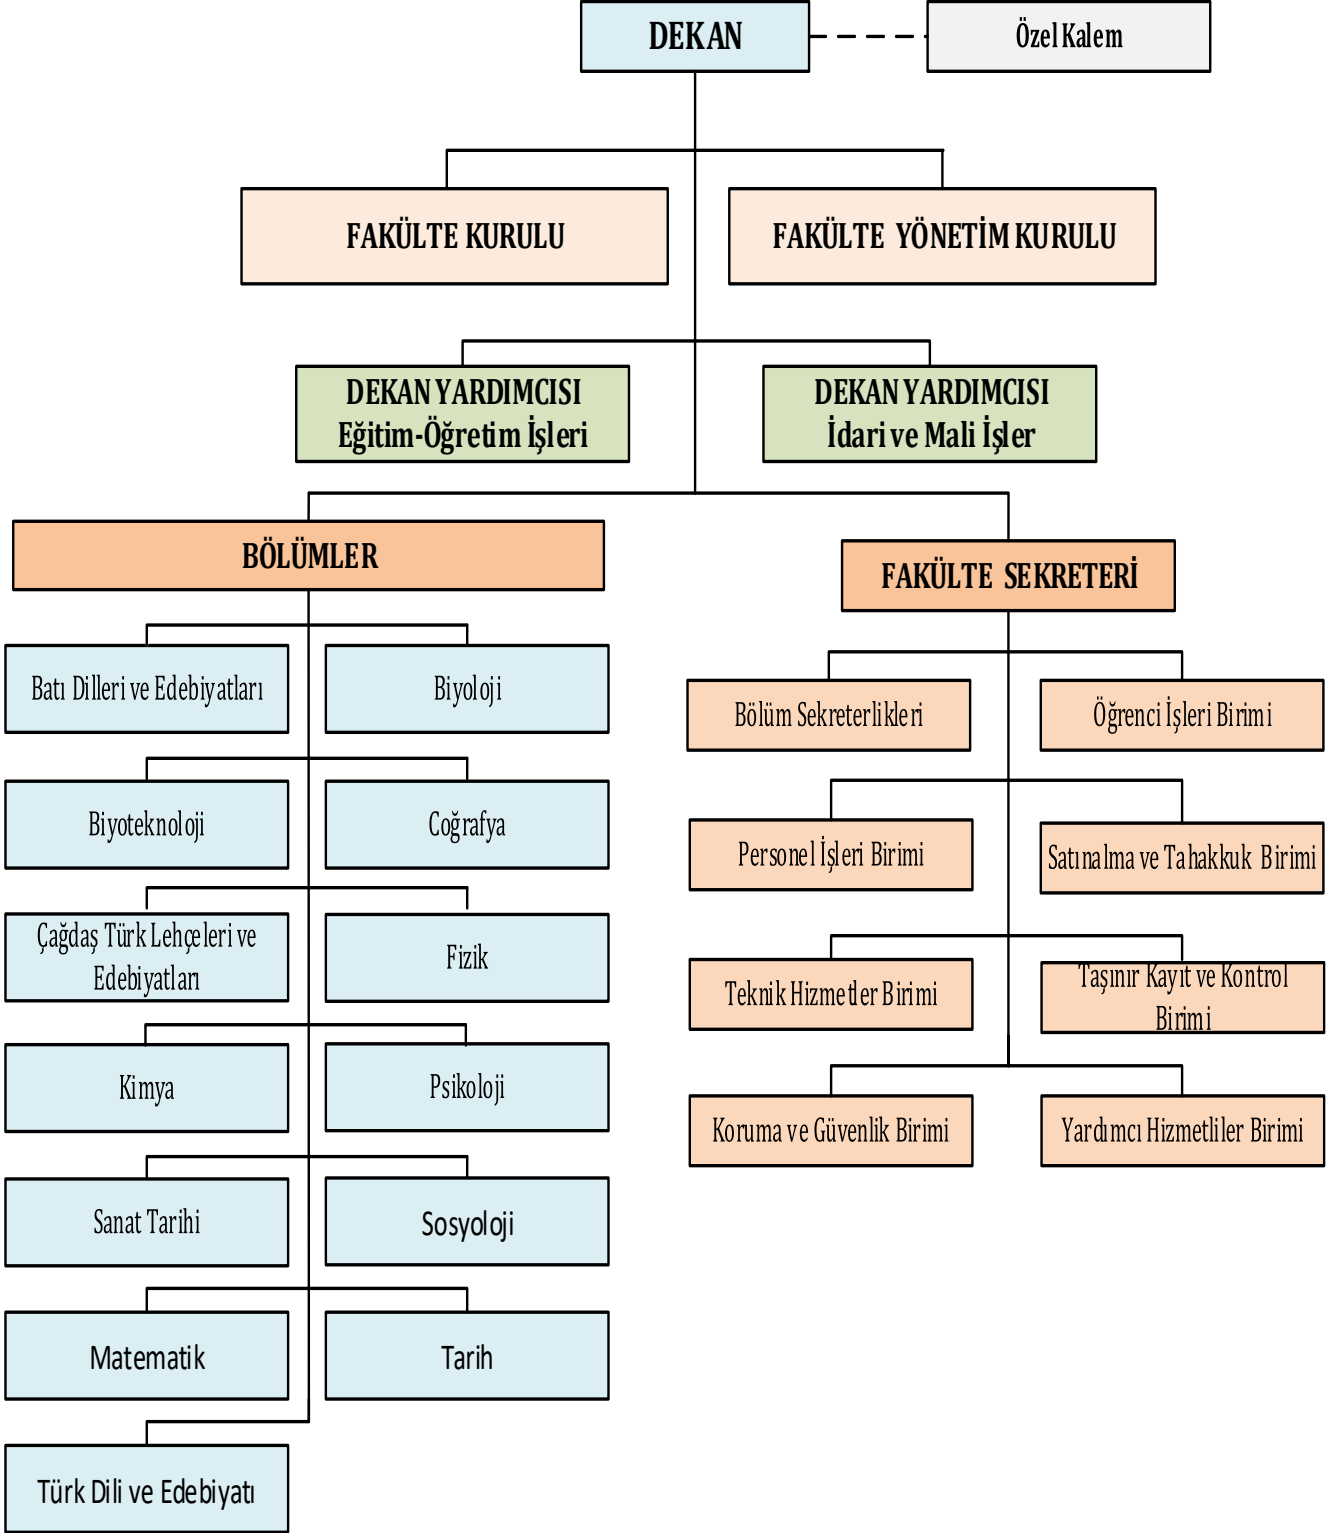 DEKAN
Özel Kalem
FAKÜLTE KURULU
FAKÜLTE YÖNETİM KURULU
DEKAN YARDIMCISI
Eğitim-Öğretim İşleri
DEKAN YARDIMCISI
İdari ve Mali İşler
BÖLÜMLER
FAKÜLTE SEKRETERİ
Batı Dilleri ve Edebiyatları
Biyoloji
Biyoteknoloji
Coğrafya
Çağdaş Türk Lehçeleri ve
Edebiyatları
Fizik
Kimya
Psikoloji
Sanat Tarihi
Sosyoloji
Matematik
Tarih
Türk Dili ve Edebiyatı
Bölüm Sekreterlikleri
Öğrenci İşleri Birimi
Personel İşleri Birimi
Satınalma ve Tahakkuk Birimi
Teknik Hizmetler Birimi
Taşınır Kayıt ve Kontrol
Birimi
Koruma ve Güvenlik Birimi
Yardımcı Hizmetliler Birimi